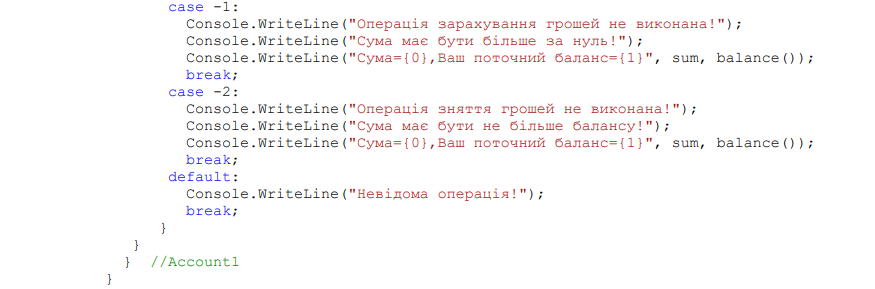 case -1:
Console.WriteLine("Операція зарахування грошей не виконана!");
Console.WriteLine("Сума має бути більше за нуль!");
Console.WriteLine("Сума={0},Ваш поточний баланс={1}", sum, balance());
break;
case -2:
Console.WriteLine("Операція зняття грошей не виконана!");
Console.WriteLine("Сума має бути не більше балансу!");
Console.WriteLine("Сума={0},Ваш поточний баланс={1}", sum, balance());
break;
default:
Console.WriteLine("Невідома операція!");
break;
}
}
} //Account1
}